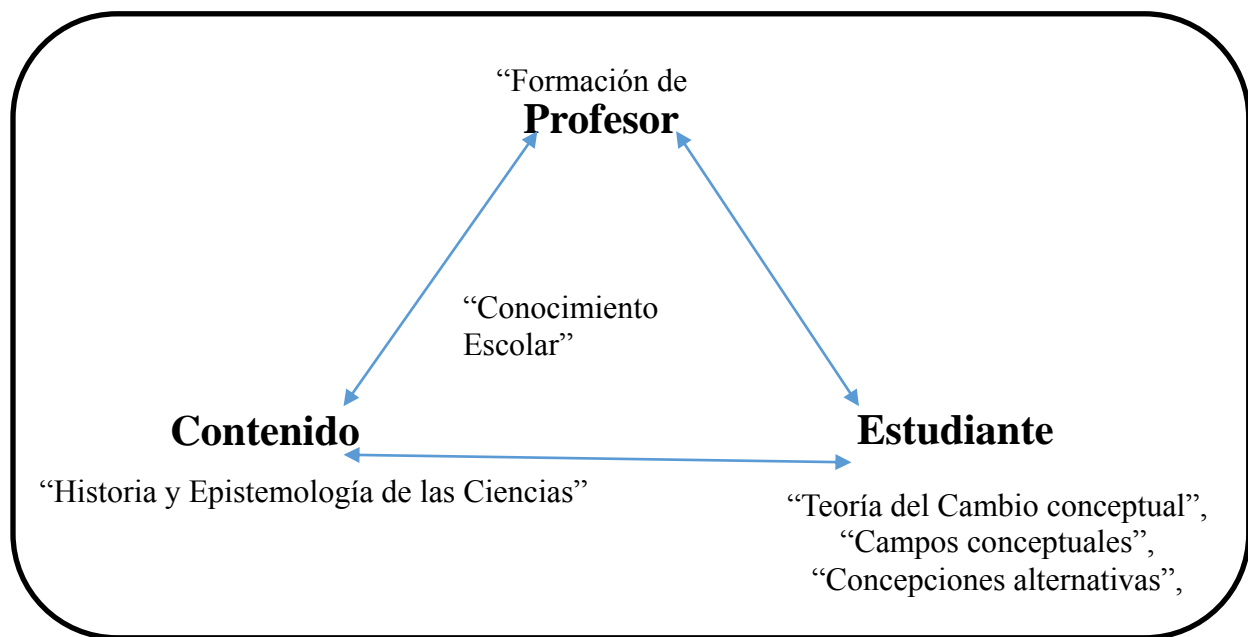 “Formación de
Profesor
“Conocimiento
Escolar”
Contenido
Estudiante
“Historia y Epistemología de las Ciencias”
“Teoría del Cambio conceptual”,
“Campos conceptuales”,
“Concepciones alternativas”,